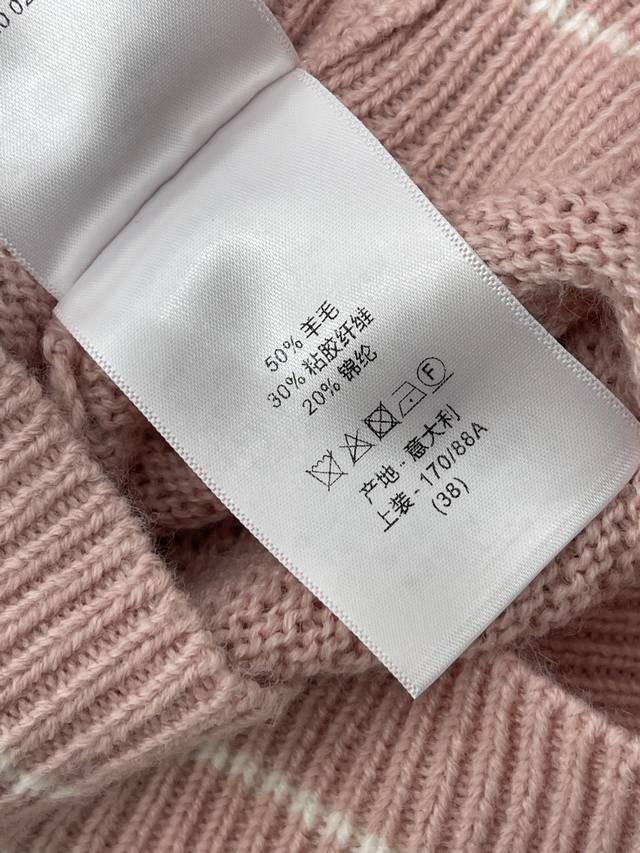 50% 羊毛
30% 粘胶纤维
20% 锦纶
F
产地 - 意大利
上装 - 170/88A
(38)